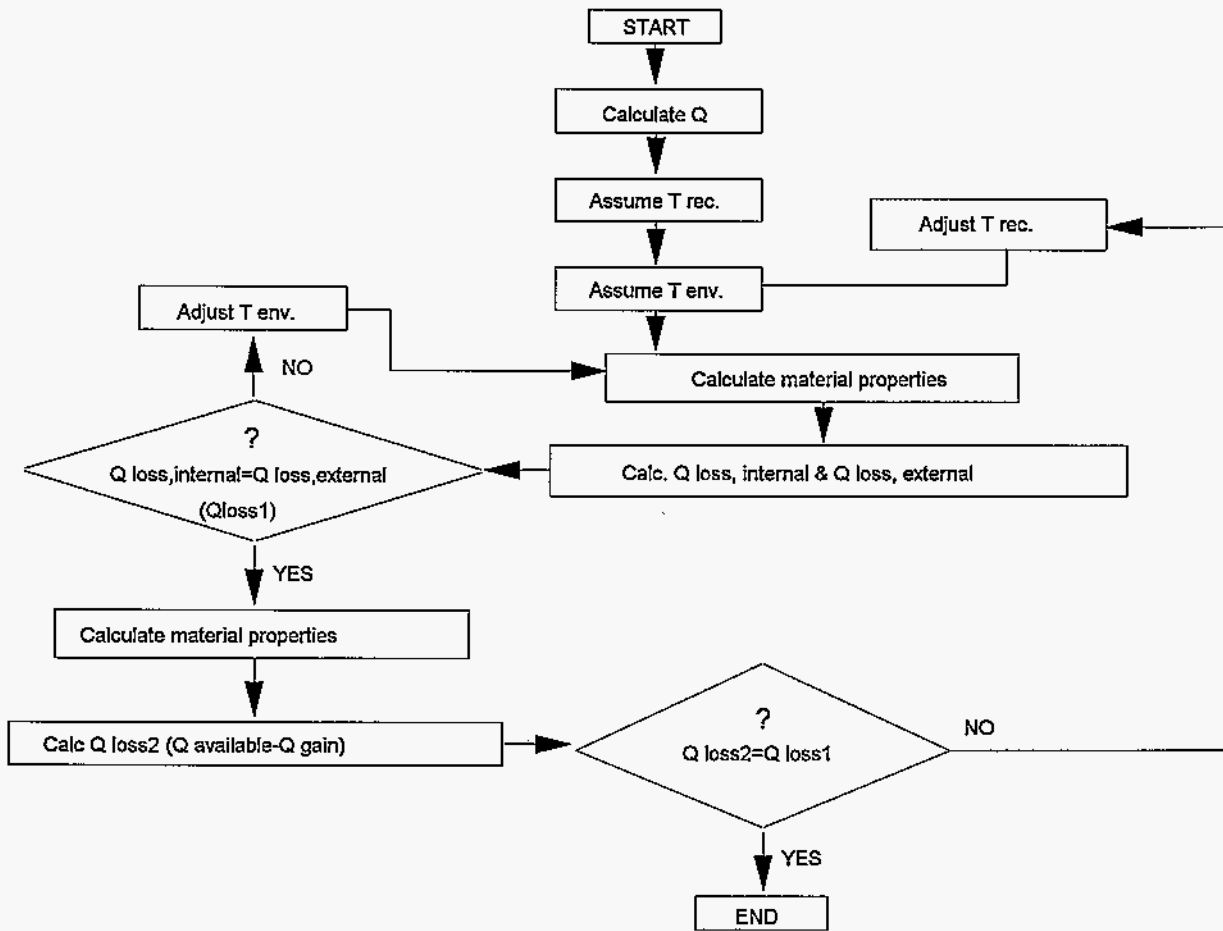 START
Calculate Q
Assume T rec.
Adjust T rec.
Assume T env.
Adjust T env.
NO
Calculate material properties
?
Q loss,internal=Q loss,external
(Qloss1)
Calc. Q loss, internal & Q loss, external
YES
Calculate material properties
?
Q loss2=Q loss1
NO
Calc Q loss2 (Q available-Q gain)
YES
END